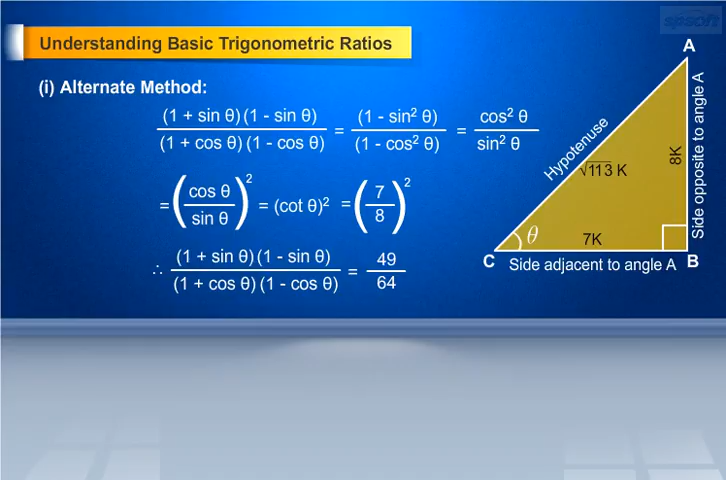 spsoft
Understanding Basic Trigonometric Ratios
(i) Alternate Method:
(1 + sin θ) (1 - sin θ) / (1 + cos θ) (1 - cos θ) = (1 - sin² θ) / (1 - cos² θ) = cos² θ / sin² θ
= (cos θ / sin θ)² = (cot θ)² = (7 / 8)²
∴ (1 + sin θ) (1 - sin θ) / (1 + cos θ) (1 - cos θ) = 49 / 64
A
Hypotenuse
√113 K
8K
Side opposite to angle A
θ
7K
C
Side adjacent to angle A
B